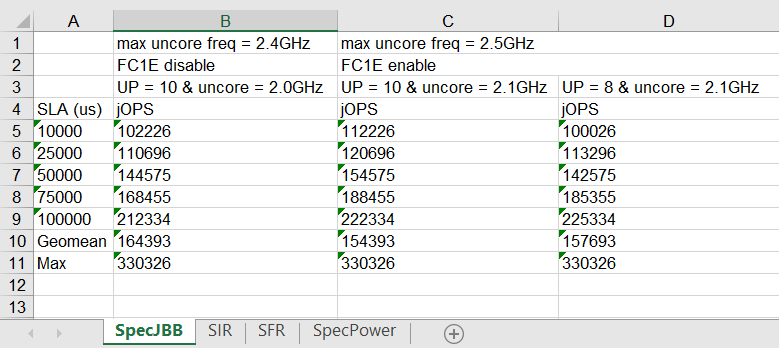 A B C D
1 max uncore freq = 2.4GHz max uncore freq = 2.5GHz
2 FC1E disable FC1E enable
3 UP = 10 & uncore = 2.0GHz UP = 10 & uncore = 2.1GHz UP = 8 & uncore = 2.1GHz
4 SLA (us) jOPS jOPS jOPS
5 10000 102226 112226 100026
6 25000 110696 120696 113296
7 50000 144575 154575 142575
8 75000 168455 188455 185355
9 100000 212334 222334 225334
10 Geomean 164393 154393 157693
11 Max 330326 330326 330326
12
13
SpecJBB SIR SFR SpecPower